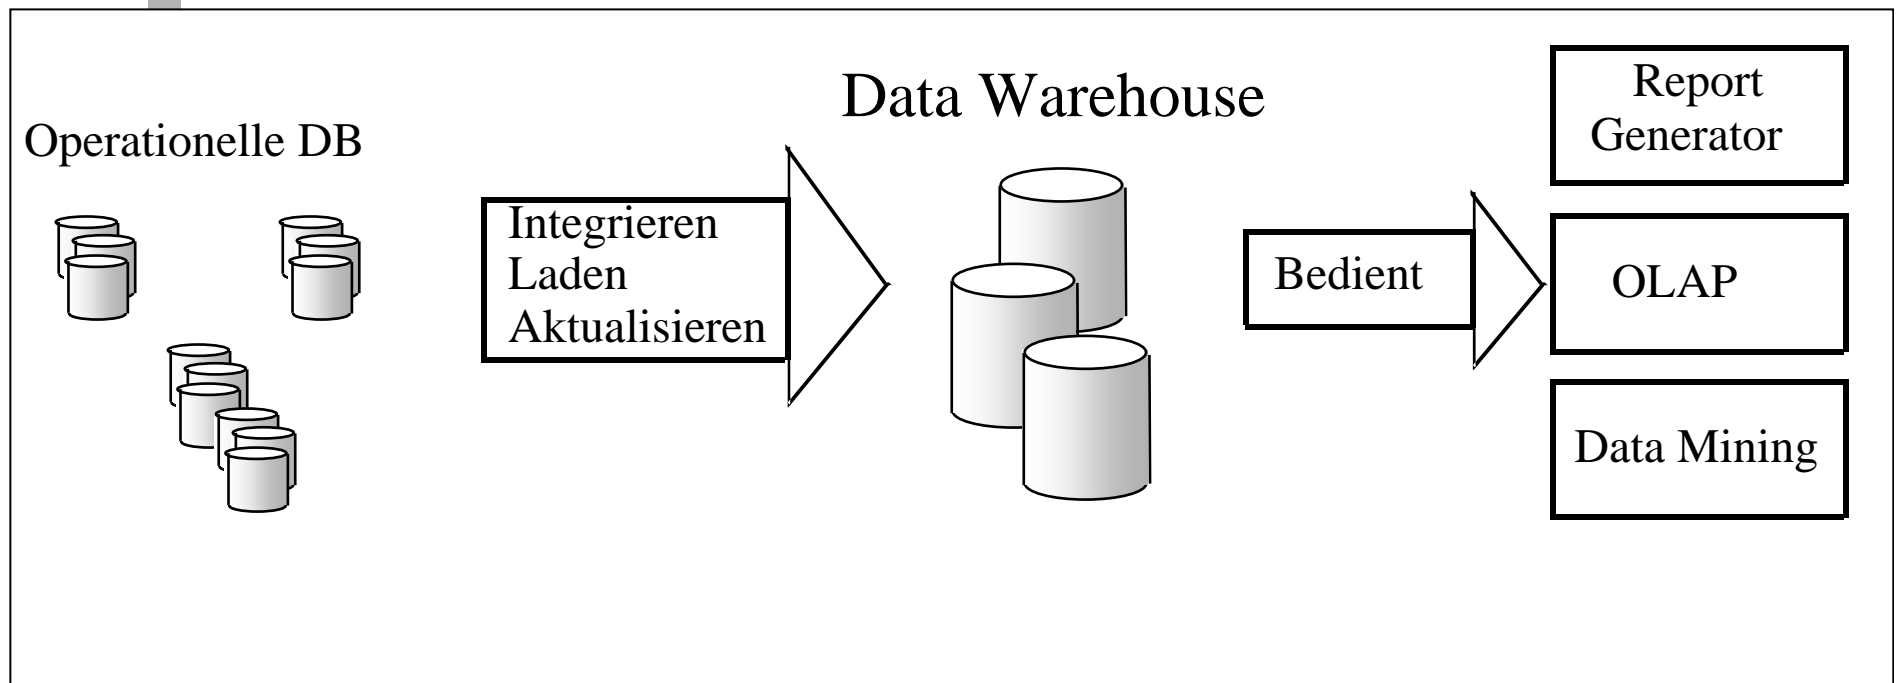 Operationelle DB
Integrieren
Laden
Aktualisieren
Data Warehouse
Bedient
Report
Generator
OLAP
Data Mining